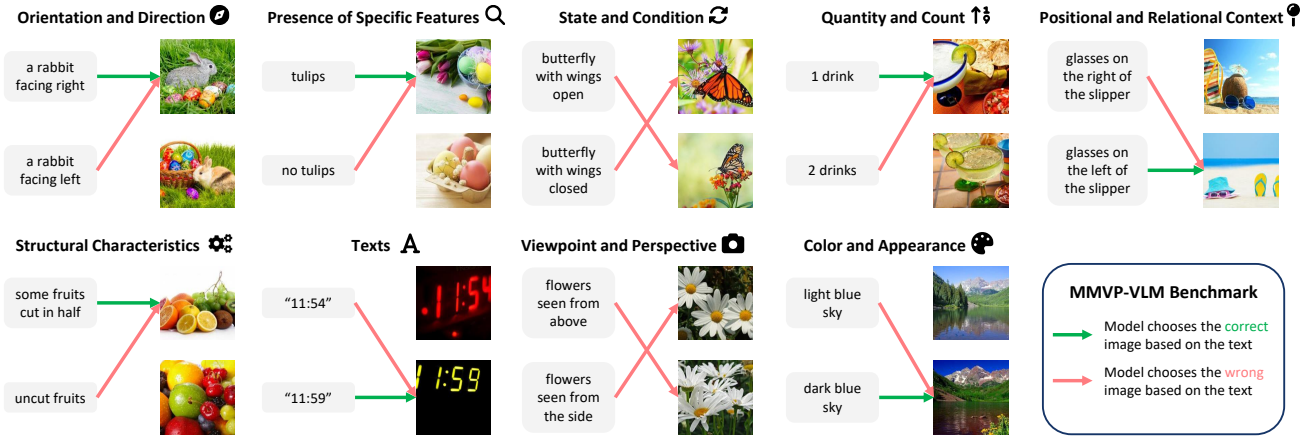 Orientation and Direction
a rabbit
facing right
a rabbit
facing left
Presence of Specific Features
tulips
no tulips
State and Condition
butterfly
with wings
open
butterfly
with wings
closed
Quantity and Count
1 drink
2 drinks
Positional and Relational Context
glasses on
the right of
the slipper
glasses on
the left of
the slipper
Structural Characteristics
some fruits
cut in half
uncut fruits
Texts A
"11:54"
"11:59"
11:54
11:59
Viewpoint and Perspective
flowers
seen from
above
flowers
seen from
the side
Color and Appearance
light blue
sky
dark blue
sky
MMVP-VLM Benchmark
Model chooses the correct
image based on the text
Model chooses the wrong
image based on the text